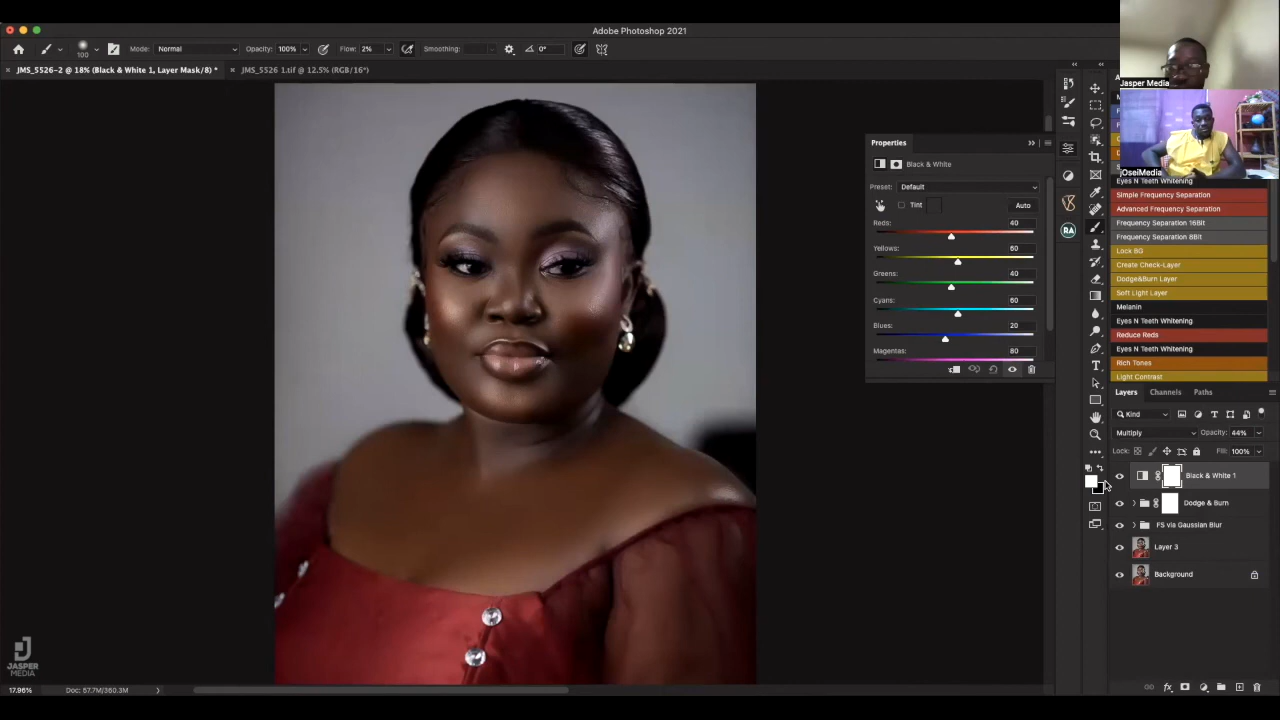 Adobe Photoshop 2021
100
Mode: Normal
Opacity: 100%
Flow: 2%
Smoothing:
0°
JMS_5526-2 @ 18% (Black & White 1, Layer Mask/8) *
JMS_5526 1.tif @ 12.5% (RGB/16*)
Jasper Media
jOseiMedia
Properties
Black & White
Preset: Default
Tint
Auto
Reds: 40
Yellows: 60
Greens: 40
Cyans: 60
Blues: 20
Magentas: 80
RA
Eyes N Teeth Whitening
Simple Frequency Separation
Advanced Frequency Separation
Frequency Separation 16Bit
Frequency Separation 8Bit
Lock BG
Create Check-Layer
Dodge&Burn Layer
Soft Light Layer
Melanin
Eyes N Teeth Whitening
Reduce Reds
Eyes N Teeth Whitening
Rich Tones
Light Contrast
Layers Channels Paths
Kind
Multiply Opacity: 44%
Lock: Fill: 100%
Black & White 1
Dodge & Burn
FS via Gaussian Blur
Layer 3
Background
JASPER
MEDIA
17.96% Doc: 57.7M/360.3M